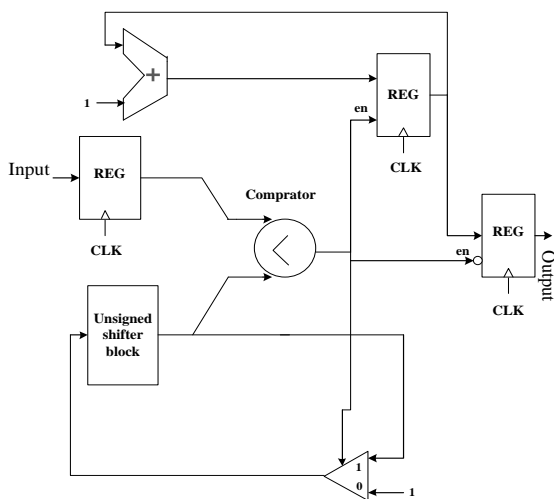 +
1
REG
en
CLK
Input
REG
CLK
Comprator
<
REG
en
CLK
Output
Unsigned
shifter
block
1
0
1